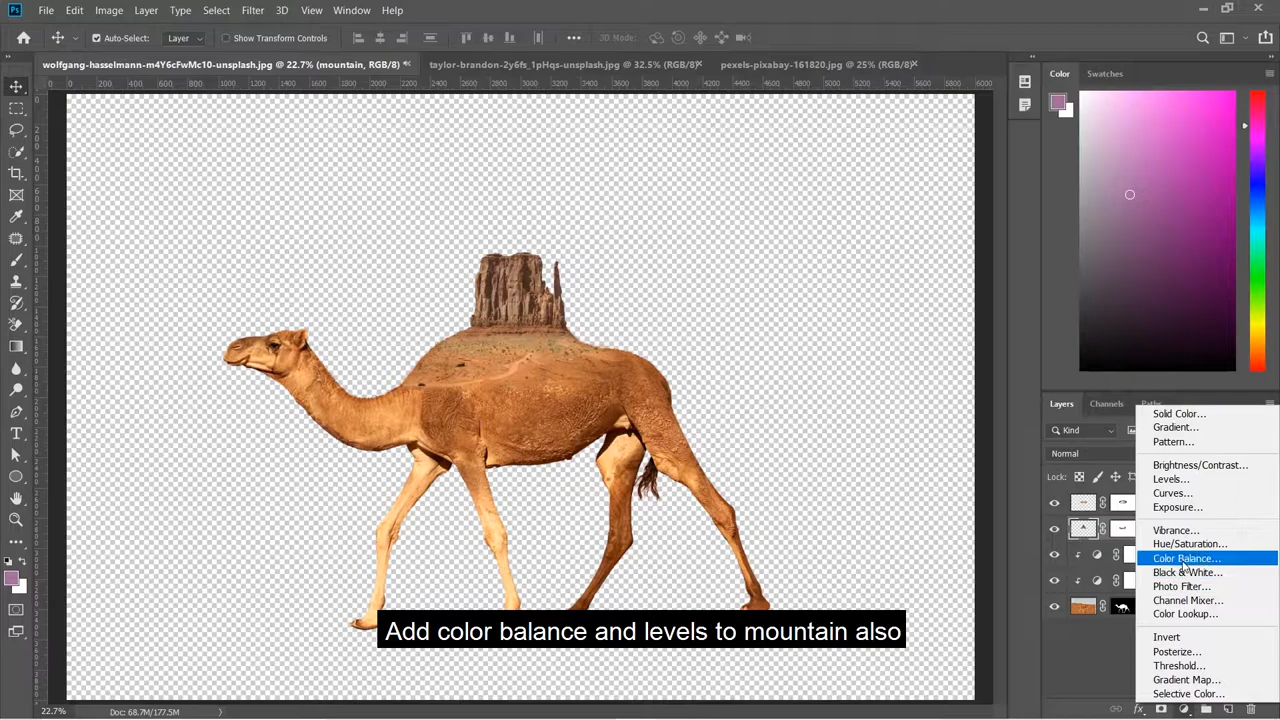 Ps File Edit Image Layer Type Select Filter 3D View Window Help
Auto-Select: Layer Show Transform Controls 3D Mode:
wolfgang-hasselmann-m4Y6cFwMc10-unsplash.jpg @ 22.7% (mountain, RGB/8) * taylor-brandon-2y6fs_1pHqs-unsplash.jpg @ 32.5% (RGB/8) pexels-pixabay-161820.jpg @ 25% (RGB/8)
Color Swatches
Layers Channels Paths
Kind
Normal
Lock:
Solid Color...
Gradient...
Pattern...
Brightness/Contrast...
Levels...
Curves...
Exposure...
Vibrance...
Hue/Saturation...
Color Balance...
Black & White...
Photo Filter...
Channel Mixer...
Color Lookup...
Invert
Posterize...
Threshold...
Gradient Map...
Selective Color...
Add color balance and levels to mountain also
22.7% Doc: 68.7M/177.5M
fx